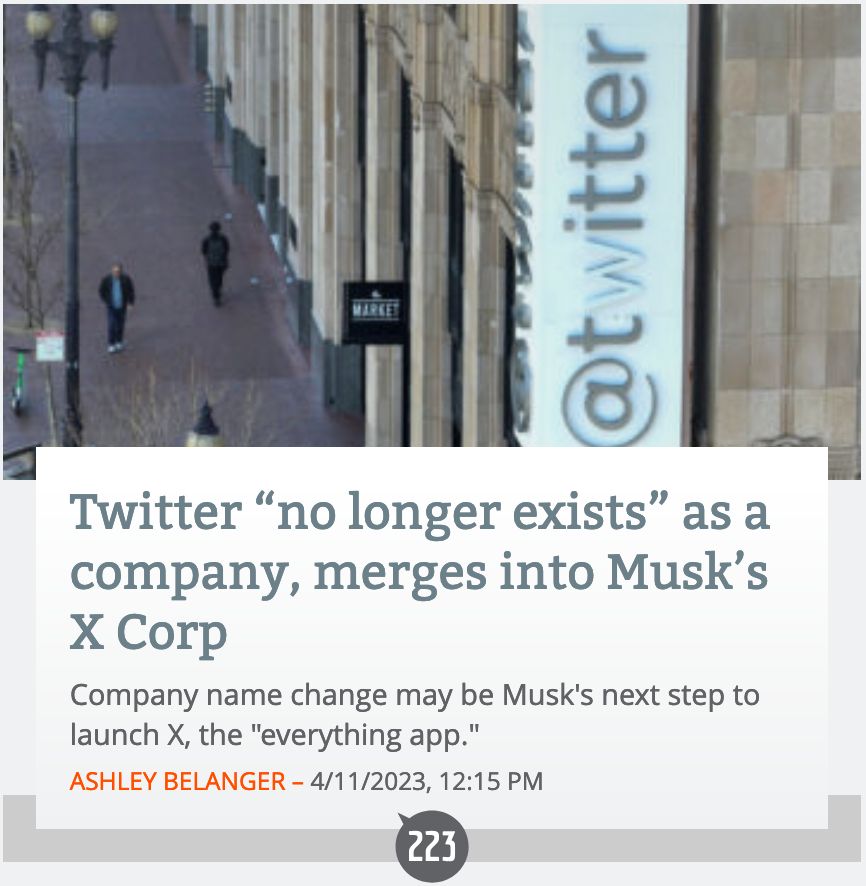 MARKET
@twitter
Twitter “no longer exists” as a
company, merges into Musk’s
X Corp
Company name change may be Musk's next step to
launch X, the "everything app."
ASHLEY BELANGER – 4/11/2023, 12:15 PM
223